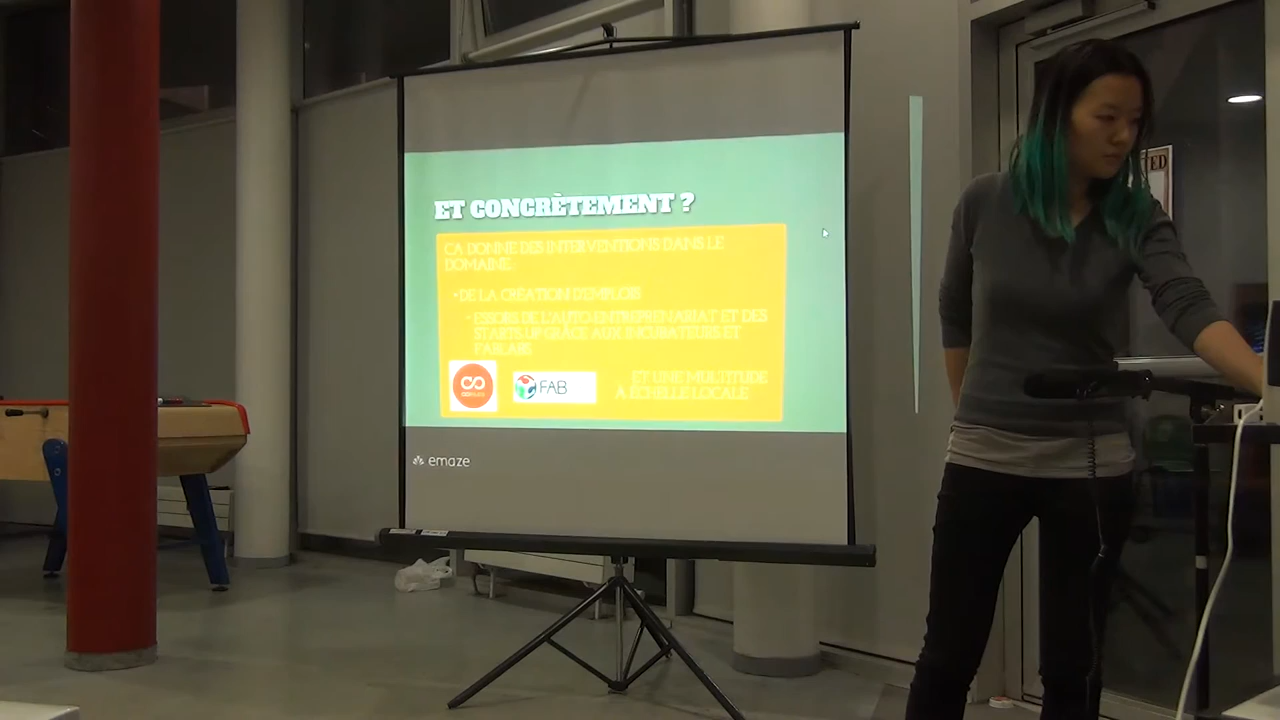 ET CONCRÈTEMENT ?
ÇA DONNE DES INTERVENTIONS DANS LE
DOMAINE
•DE LA CRÉATION D'EMPLOIS
- ESSORS DE L'AUTO-ENTREPRENARIAT ET DES
STARTS UP GRÂCE AUX INCUBATEURS ET
FABLABS
FAB
ET UNE MULTITUDE
À ÉCHELLE LOCALE
emaze